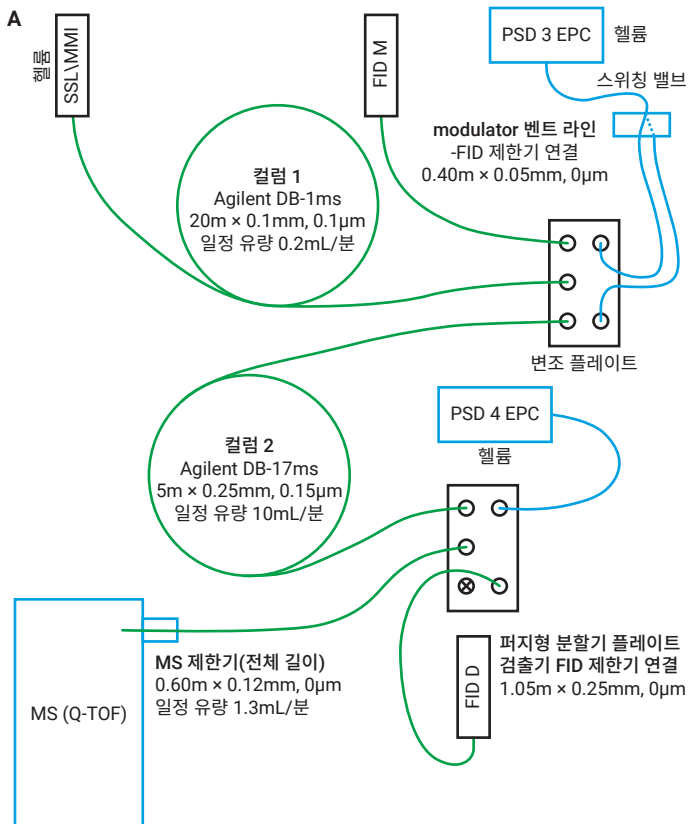 A
헬륨
SSL\MMI
FID M
PSD 3 EPC
헬륨
스위칭 밸브
modulator 벤트 라인
-FID 제한기 연결
0.40m × 0.05mm, 0μm
컬럼 1
Agilent DB-1ms
20m × 0.1mm, 0.1μm
일정 유량 0.2mL/분
변조 플레이트
컬럼 2
Agilent DB-17ms
5m × 0.25mm, 0.15μm
일정 유량 10mL/분
PSD 4 EPC
헬륨
MS (Q-TOF)
MS 제한기(전체 길이)
0.60m × 0.12mm, 0μm
일정 유량 1.3mL/분
FID D
퍼지형 분할기 플레이트
검출기 FID 제한기 연결
1.05m × 0.25mm, 0μm